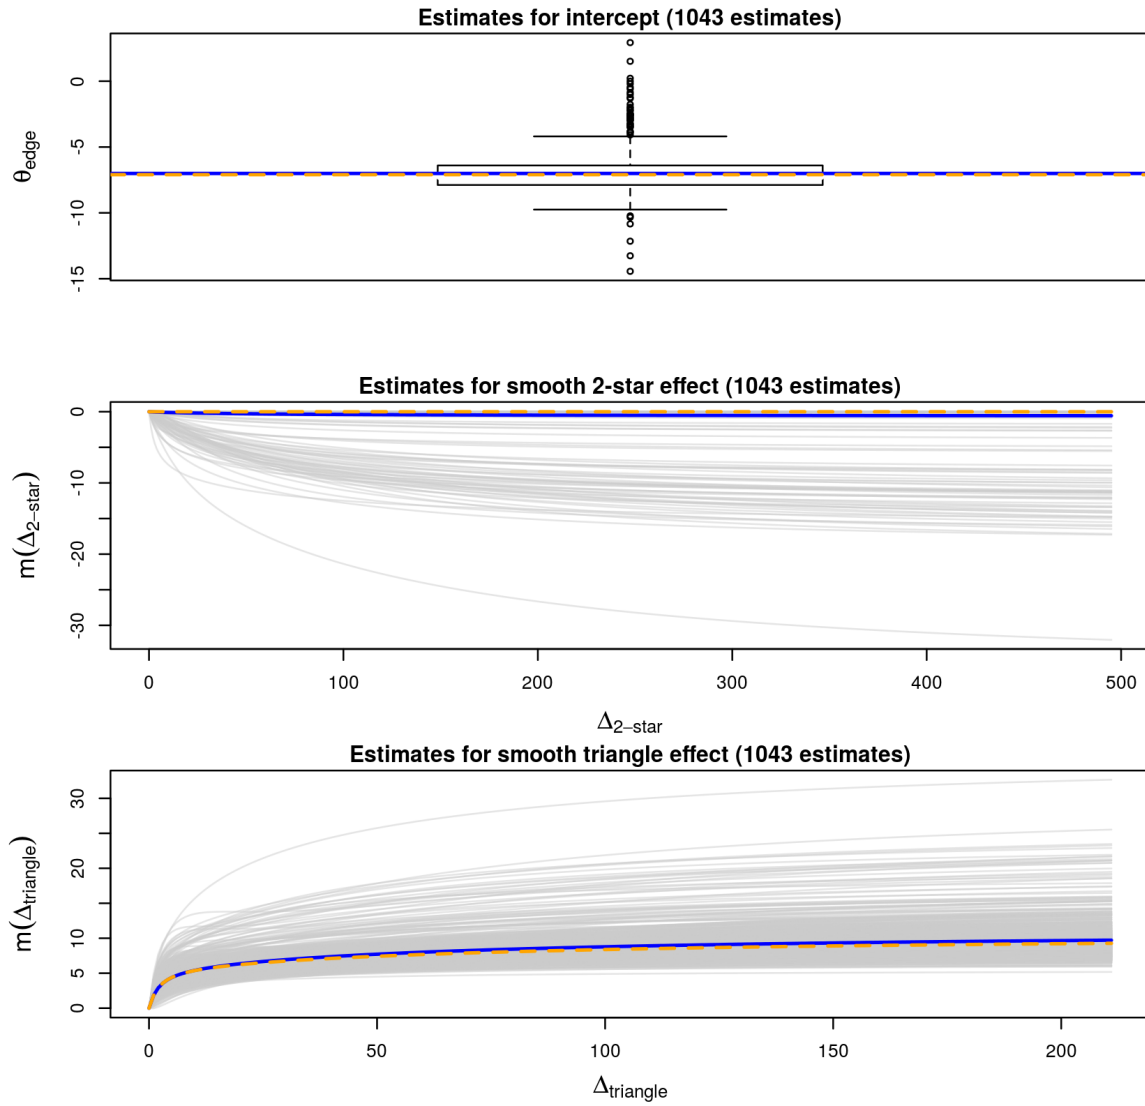 Estimates for intercept (1043 estimates)
0
-5
-10
-15
θedge
Estimates for smooth 2-star effect (1043 estimates)
0
-10
-20
-30
m(Δ2−star)
0 100 200 300 400 500
Δ2−star
Estimates for smooth triangle effect (1043 estimates)
30
20
10
5
0
m(Δtriangle)
0 50 100 150 200
Δtriangle